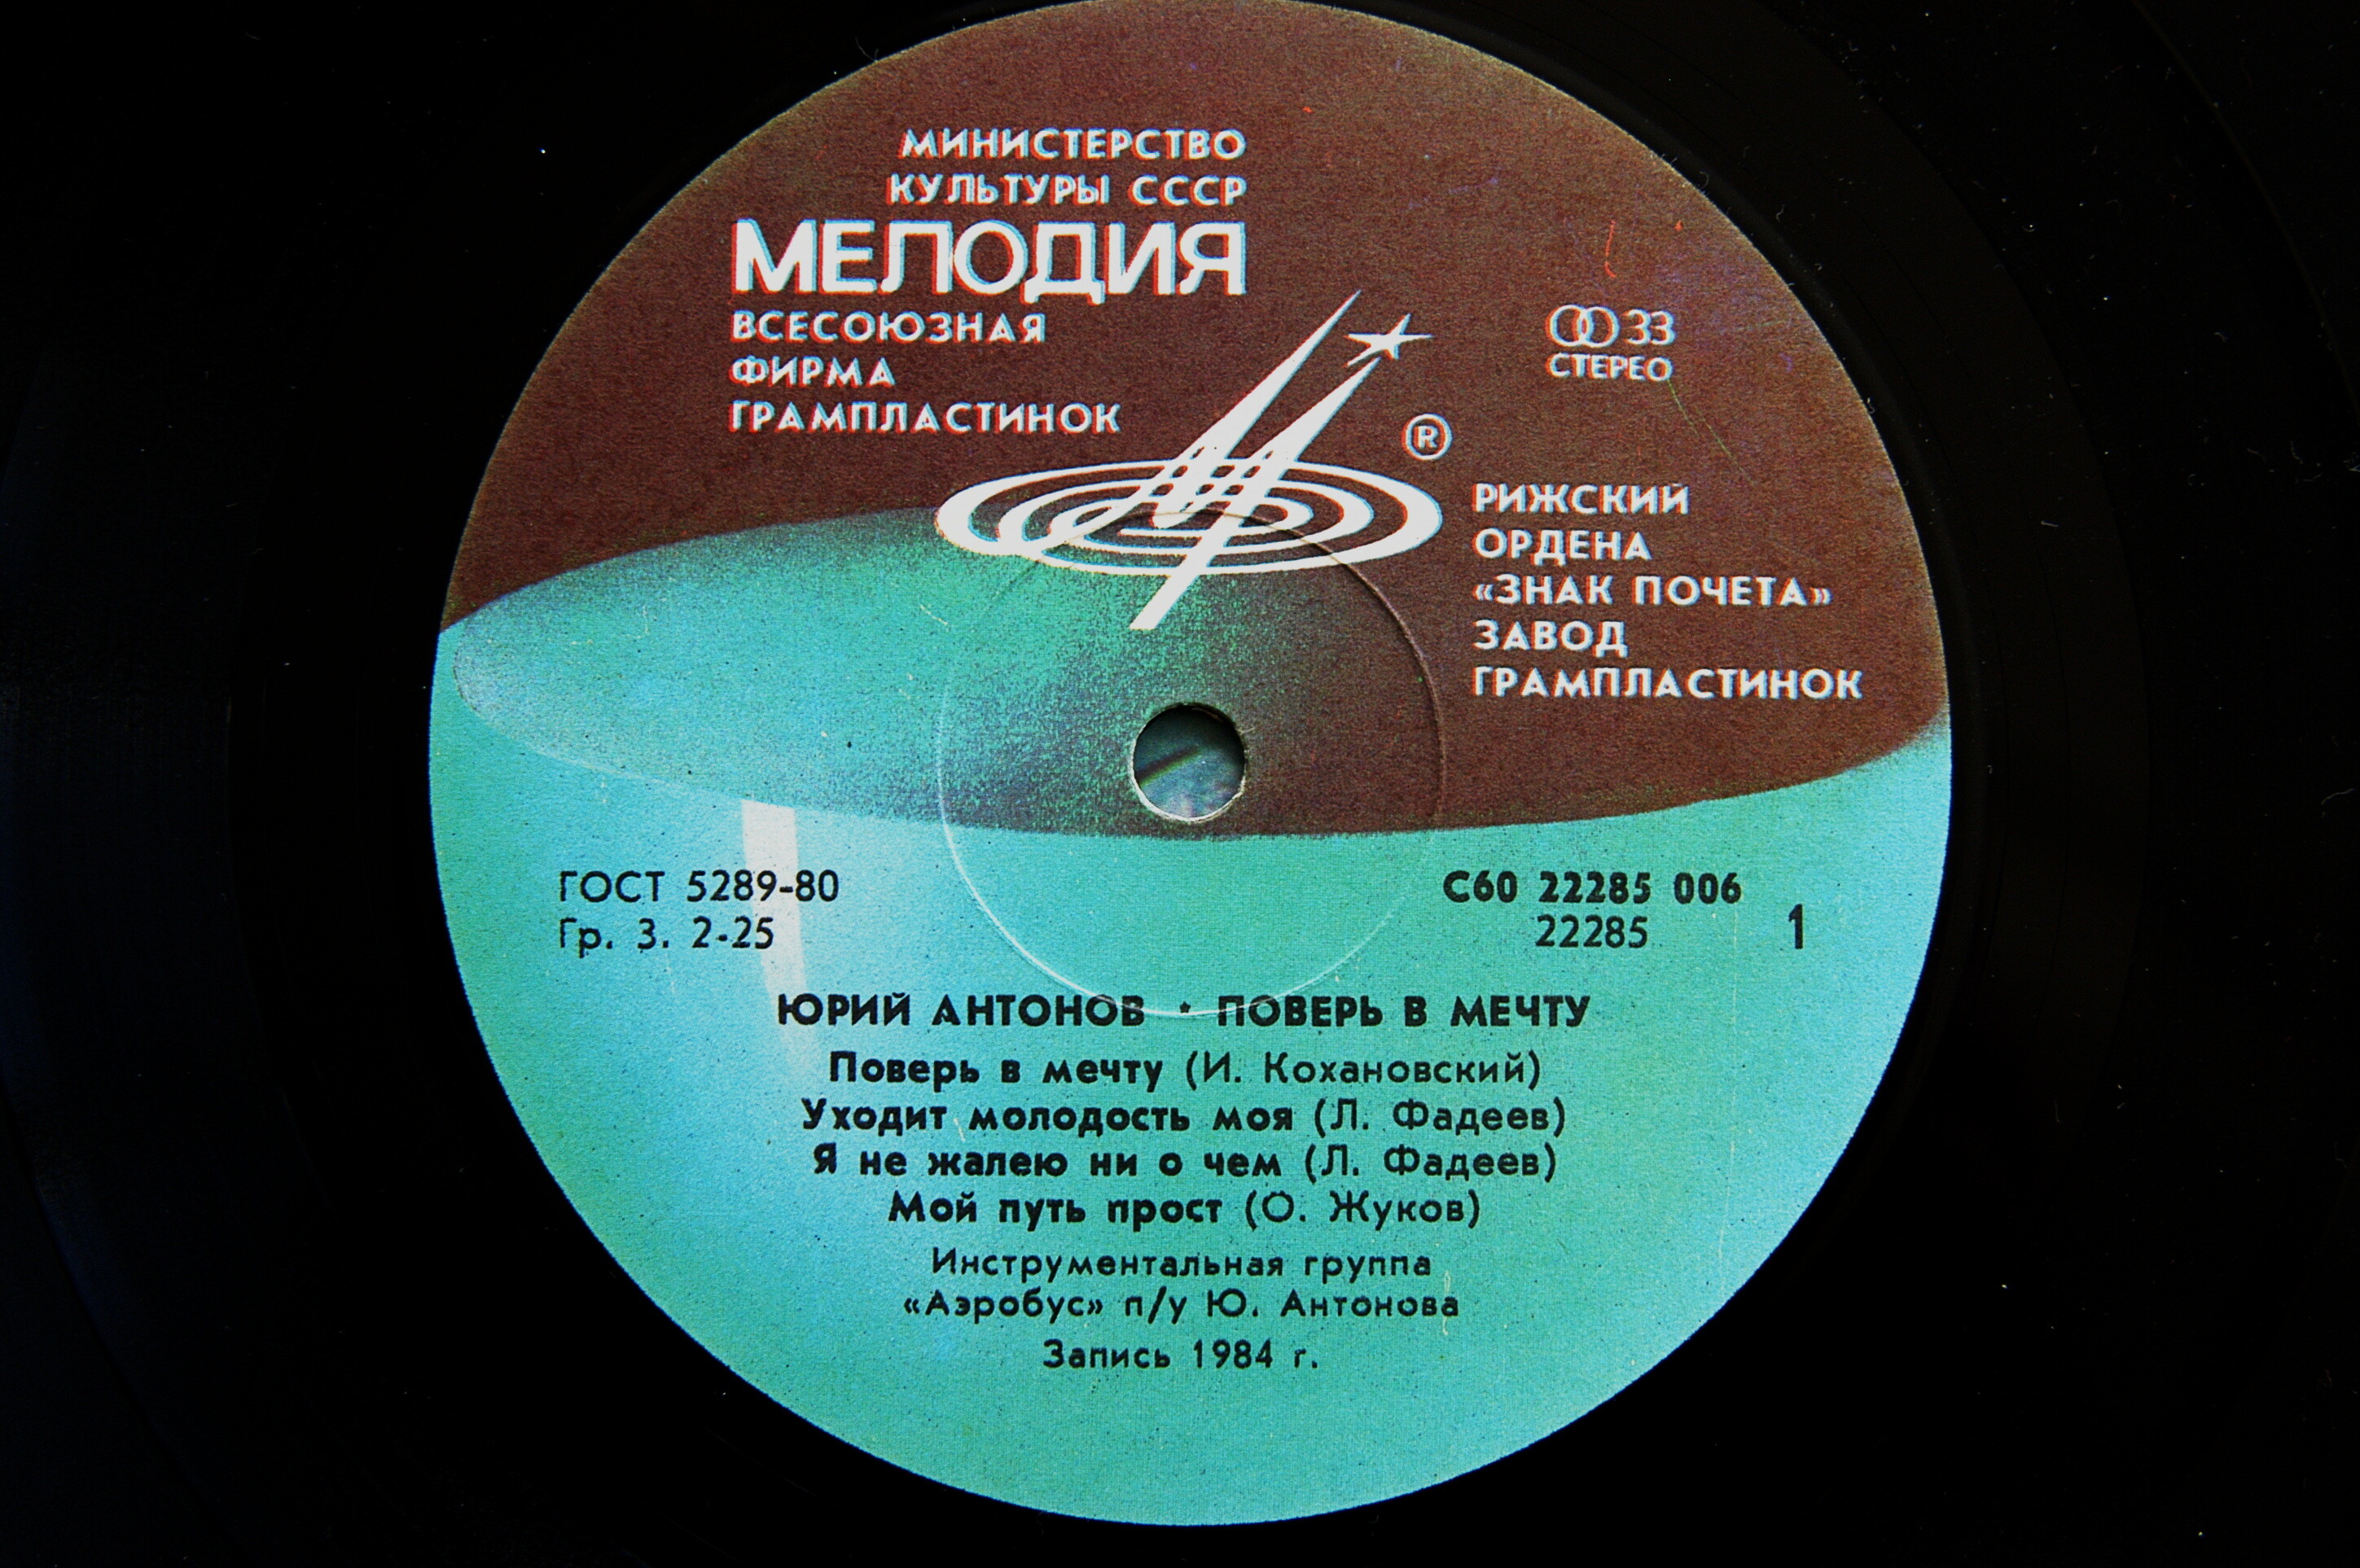 МИНИСТЕРСТВО
КУЛЬТУРЫ СССР
МЕЛОДИЯ
ВСЕСОЮЗНАЯ
ФИРМА
ГРАМПЛАСТИНОК
33
СТЕРЕО
®
РИЖСКИЙ
ОРДЕНА
«ЗНАК ПОЧЕТА»
ЗАВОД
ГРАМПЛАСТИНОК
ГОСТ 5289-80
Гр. 3. 2-25
С60 22285 006
22285 1
ЮРИЙ АНТОНОВ • ПОВЕРЬ В МЕЧТУ
Поверь в мечту (И. Кохановский)
Уходит молодость моя (Л. Фадеев)
Я не жалею ни о чем (Л. Фадеев)
Мой путь прост (О. Жуков)
Инструментальная группа
«Аэробус» п/у Ю. Антонова
Запись 1984 г.